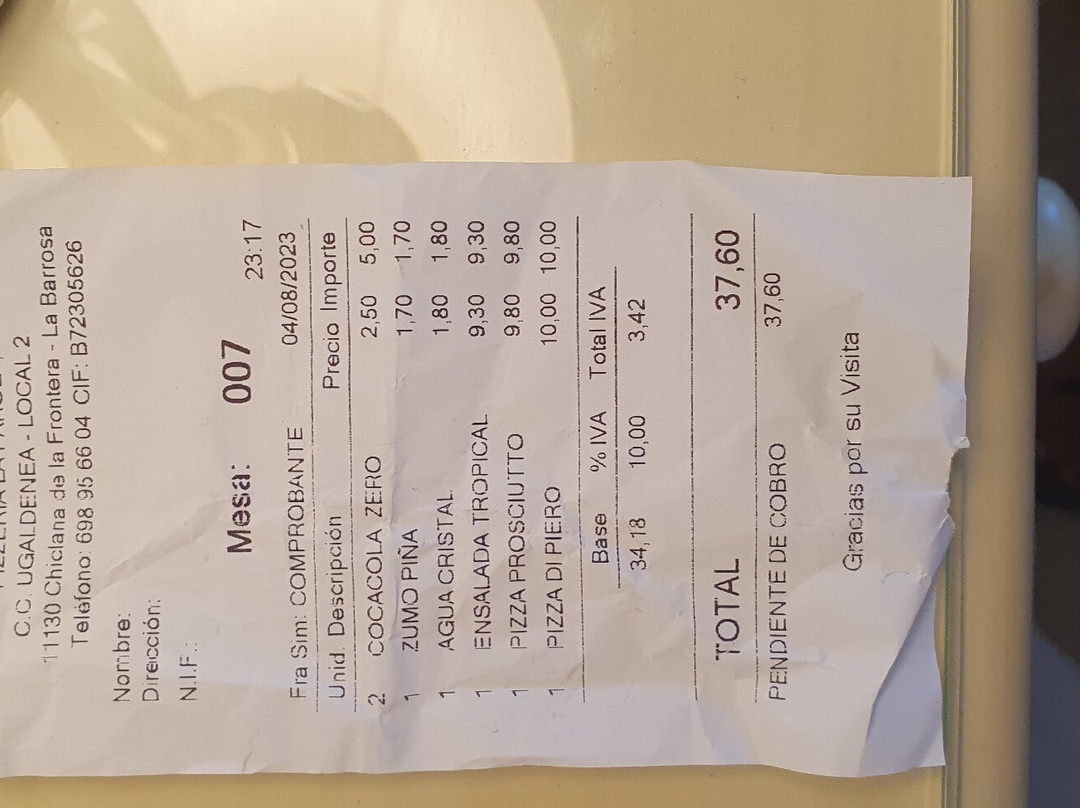 C.C. UGALDENEA - LOCAL 2
11130 Chiclana de la Frontera - La Barrosa
Teléfono: 698 95 66 04 CIF: B72305626
Nombre:
Dirección:
N.I.F.:
Mesa: 007 23:17
Fra Sim: COMPROBANTE 04/08/2023
Unid. Descripción Precio Importe
2 COCACOLA ZERO 2,50 5,00
1 ZUMO PIÑA 1,70 1,70
1 AGUA CRISTAL 1,80 1,80
1 ENSALADA TROPICAL 9,30 9,30
1 PIZZA PROSCIUTTO 9,80 9,80
1 PIZZA DI PIERO 10,00 10,00
Base % IVA Total IVA
34,18 10,00 3,42
TOTAL 37,60
PENDIENTE DE COBRO 37,60
Gracias por su Visita